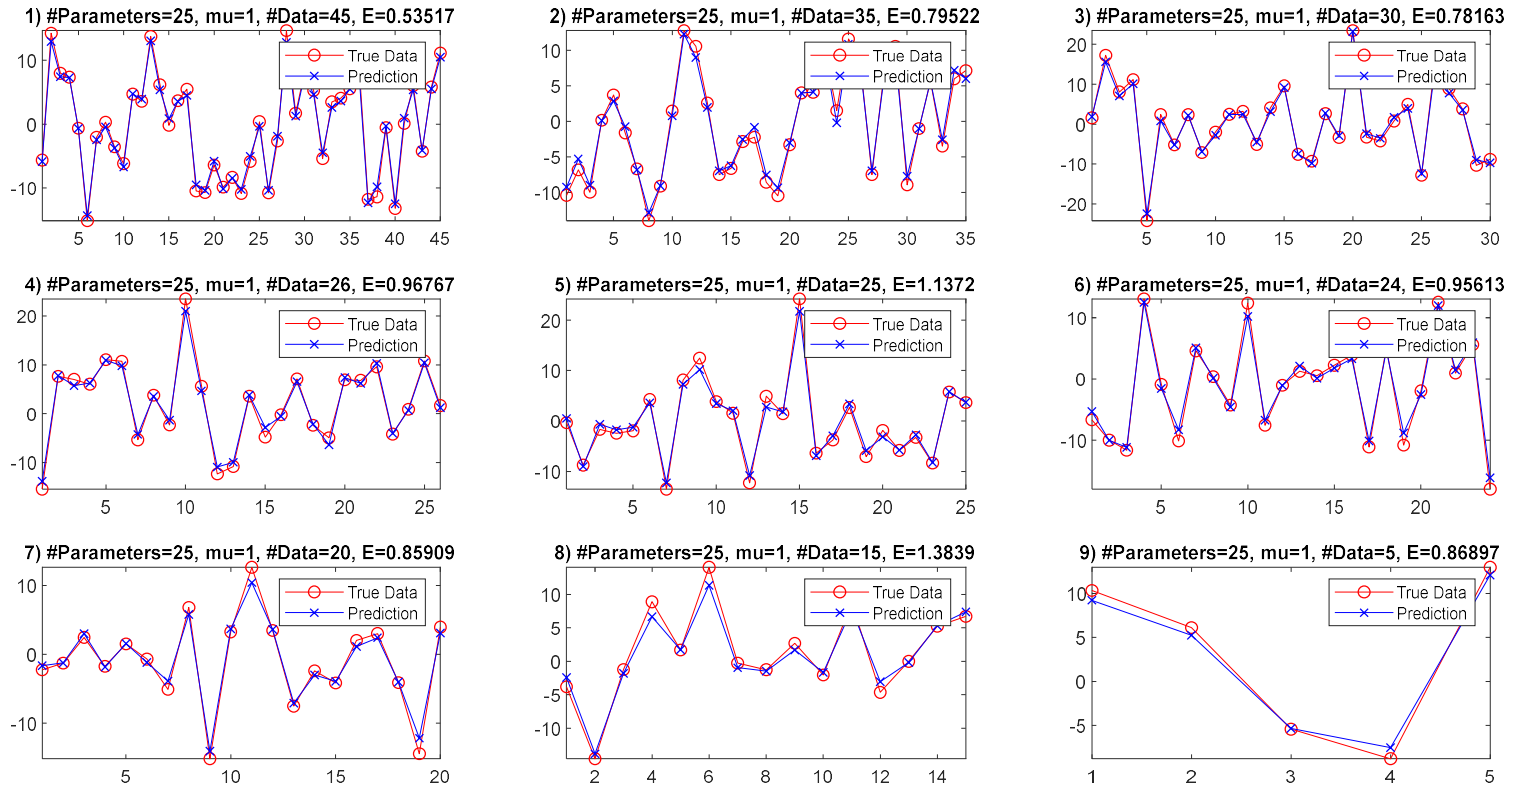 1) #Parameters=25, mu=1, #Data=45, E=0.53517
10
0
-10
5 10 15 20 25 30 35 40 45
True Data
Prediction
2) #Parameters=25, mu=1, #Data=35, E=0.79522
10
5
0
-5
-10
5 10 15 20 25 30 35
True Data
Prediction
3) #Parameters=25, mu=1, #Data=30, E=0.78163
20
10
0
-10
-20
5 10 15 20 25 30
True Data
Prediction
4) #Parameters=25, mu=1, #Data=26, E=0.96767
20
10
0
-10
5 10 15 20 25
True Data
Prediction
5) #Parameters=25, mu=1, #Data=25, E=1.1372
20
10
0
-10
5 10 15 20 25
True Data
Prediction
6) #Parameters=25, mu=1, #Data=24, E=0.95613
10
0
-10
5 10 15 20
True Data
Prediction
7) #Parameters=25, mu=1, #Data=20, E=0.85909
10
0
-10
5 10 15 20
True Data
Prediction
8) #Parameters=25, mu=1, #Data=15, E=1.3839
10
5
0
-5
-10
2 4 6 8 10 12 14
True Data
Prediction
9) #Parameters=25, mu=1, #Data=5, E=0.86897
10
5
0
-5
1 2 3 4 5
True Data
Prediction